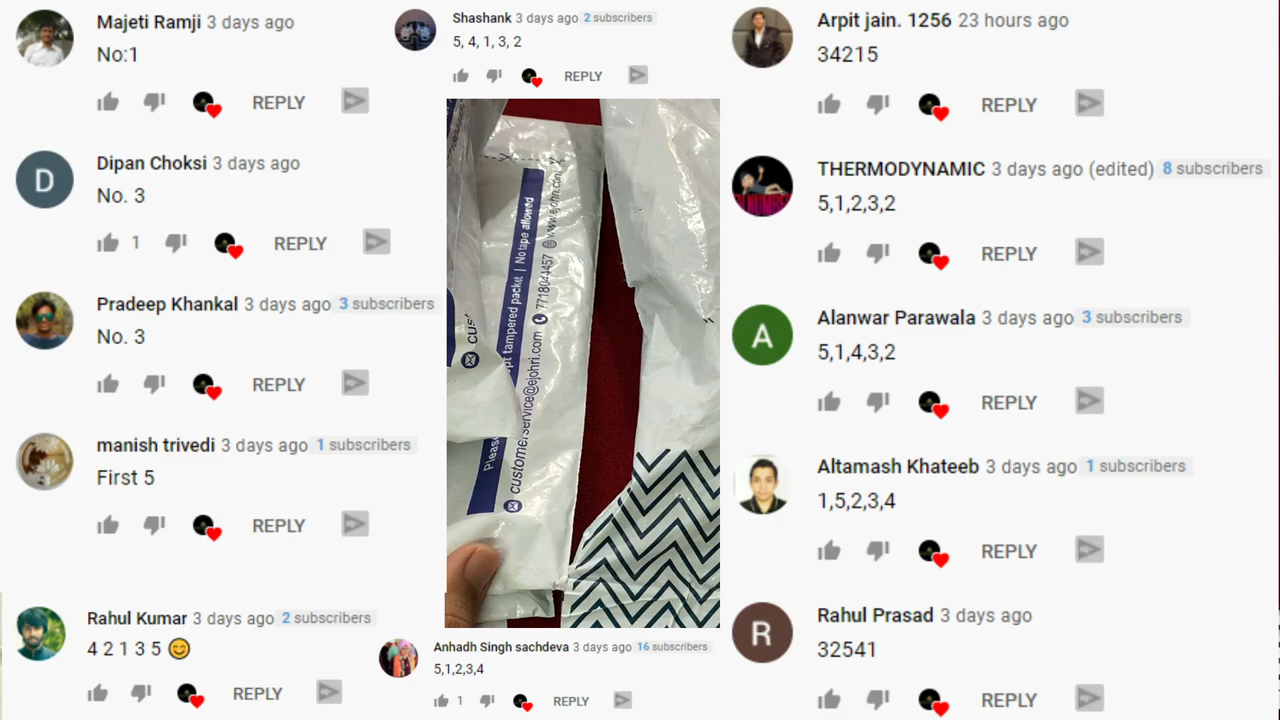 Majeti Ramji 3 days ago
No:1
REPLY
Dipan Choksi 3 days ago
No. 3
1 REPLY
Pradeep Khankal 3 days ago 3 subscribers
No. 3
REPLY
manish trivedi 3 days ago 1 subscribers
First 5
REPLY
Rahul Kumar 3 days ago 2 subscribers
4 2 1 3 5 😊
REPLY
Shashank 3 days ago 2 subscribers
5, 4, 1, 3, 2
REPLY
pt tampered packet | No tape allowed
customerservice@ejohri.com 7718044457 www.ejohri.com
Pleas
cus
Anhadh Singh sachdeva 3 days ago 16 subscribers
5,1,2,3,4
1 REPLY
Arpit jain. 1256 23 hours ago
34215
REPLY
THERMODYNAMIC 3 days ago (edited) 8 subscribers
5,1,2,3,2
REPLY
Alanwar Parawala 3 days ago 3 subscribers
5,1,4,3,2
REPLY
Altamash Khateeb 3 days ago 1 subscribers
1,5,2,3,4
REPLY
Rahul Prasad 3 days ago
32541
REPLY